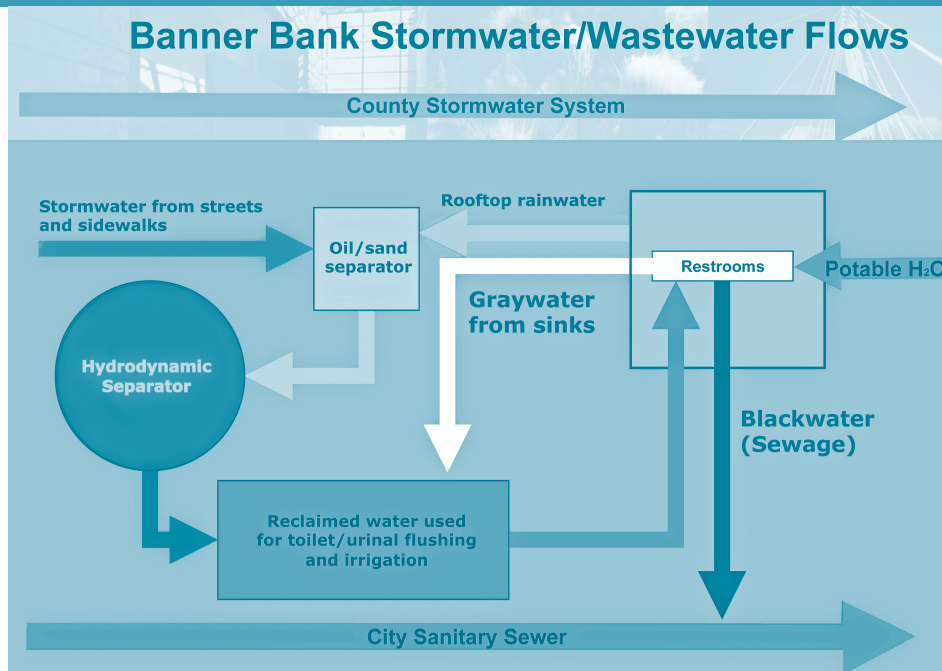 Banner Bank Stormwater/Wastewater Flows
County Stormwater System
Stormwater from streets
and sidewalks
Rooftop rainwater
Oil/sand
separator
Restrooms
Potable H₂O
Graywater
from sinks
Hydrodynamic
Separator
Blackwater
(Sewage)
Reclaimed water used
for toilet/urinal flushing
and irrigation
City Sanitary Sewer